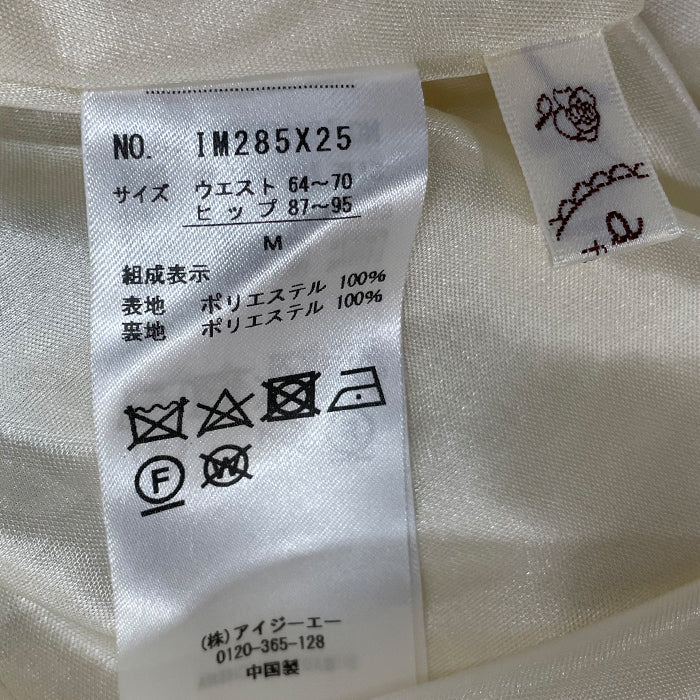 NO. IM285X25
サイズ ウエスト 64～70
ヒップ 87～95
M
組成表示
表地 ポリエステル 100%
裏地 ポリエステル 100%
F W
(株)アイジーエー
0120-365-128
中国製